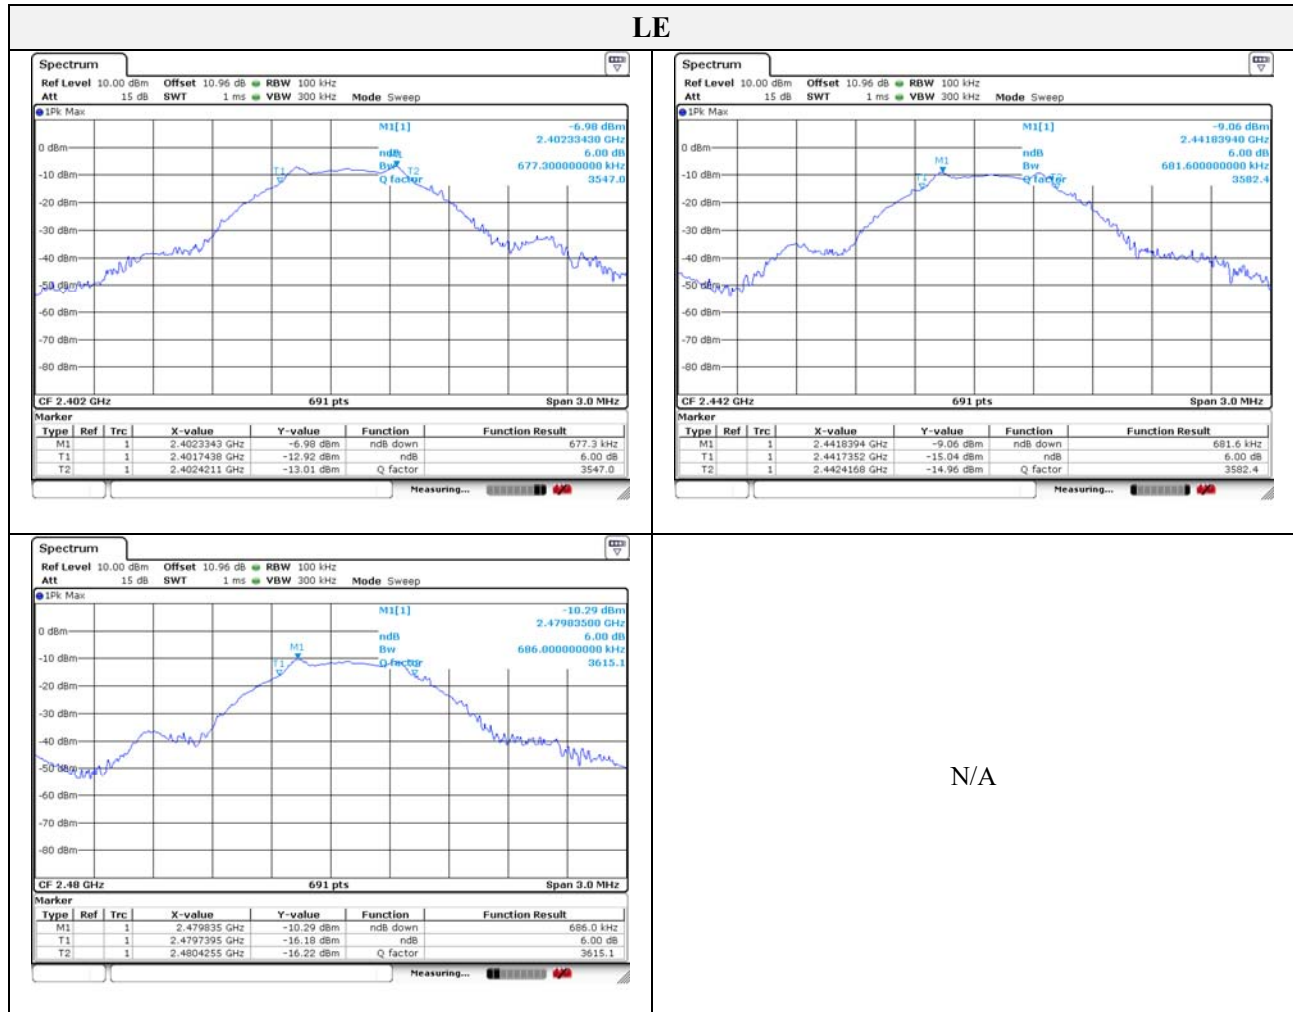 LE
Spectrum
Ref Level 10.00 dBm Offset 10.96 dB RBW 100 kHz
Att 15 dB SWT 1 ms VBW 300 kHz Mode Sweep
1Pk Max
M1[1] -6.98 dBm
2.40233430 GHz
0 dBm
ndB 6.00 dB
M1
T1 Bw T2 677.300000000 kHz
-10 dBm Q factor 3547.0
-20 dBm
-30 dBm
-40 dBm
-50 dBm
-60 dBm
-70 dBm
-80 dBm
CF 2.402 GHz 691 pts Span 3.0 MHz
Marker
Type Ref Trc X-value Y-value Function Function Result
M1 1 2.4023343 GHz -6.98 dBm ndB down 677.3 kHz
T1 1 2.4017438 GHz -12.92 dBm ndB 6.00 dB
T2 1 2.4024211 GHz -13.01 dBm Q factor 3547.0
Measuring...
Spectrum
Ref Level 10.00 dBm Offset 10.96 dB RBW 100 kHz
Att 15 dB SWT 1 ms VBW 300 kHz Mode Sweep
1Pk Max
M1[1] -9.06 dBm
2.44183940 GHz
0 dBm
ndB 6.00 dB
M1 Bw 681.600000000 kHz
-10 dBm T1 Q factor T2 3582.4
-20 dBm
-30 dBm
-40 dBm
-50 dBm
-60 dBm
-70 dBm
-80 dBm
CF 2.442 GHz 691 pts Span 3.0 MHz
Marker
Type Ref Trc X-value Y-value Function Function Result
M1 1 2.4418394 GHz -9.06 dBm ndB down 681.6 kHz
T1 1 2.4417352 GHz -15.04 dBm ndB 6.00 dB
T2 1 2.4424168 GHz -14.96 dBm Q factor 3582.4
Measuring...
Spectrum
Ref Level 10.00 dBm Offset 10.96 dB RBW 100 kHz
Att 15 dB SWT 1 ms VBW 300 kHz Mode Sweep
1Pk Max
M1[1] -10.29 dBm
2.47983500 GHz
0 dBm
ndB 6.00 dB
M1 Bw 686.000000000 kHz
-10 dBm T1 Q factor 3615.1
-20 dBm
-30 dBm
-40 dBm
-50 dBm
-60 dBm
-70 dBm
-80 dBm
CF 2.48 GHz 691 pts Span 3.0 MHz
Marker
Type Ref Trc X-value Y-value Function Function Result
M1 1 2.479835 GHz -10.29 dBm ndB down 686.0 kHz
T1 1 2.4797395 GHz -16.18 dBm ndB 6.00 dB
T2 1 2.4804255 GHz -16.22 dBm Q factor 3615.1
Measuring...
N/A